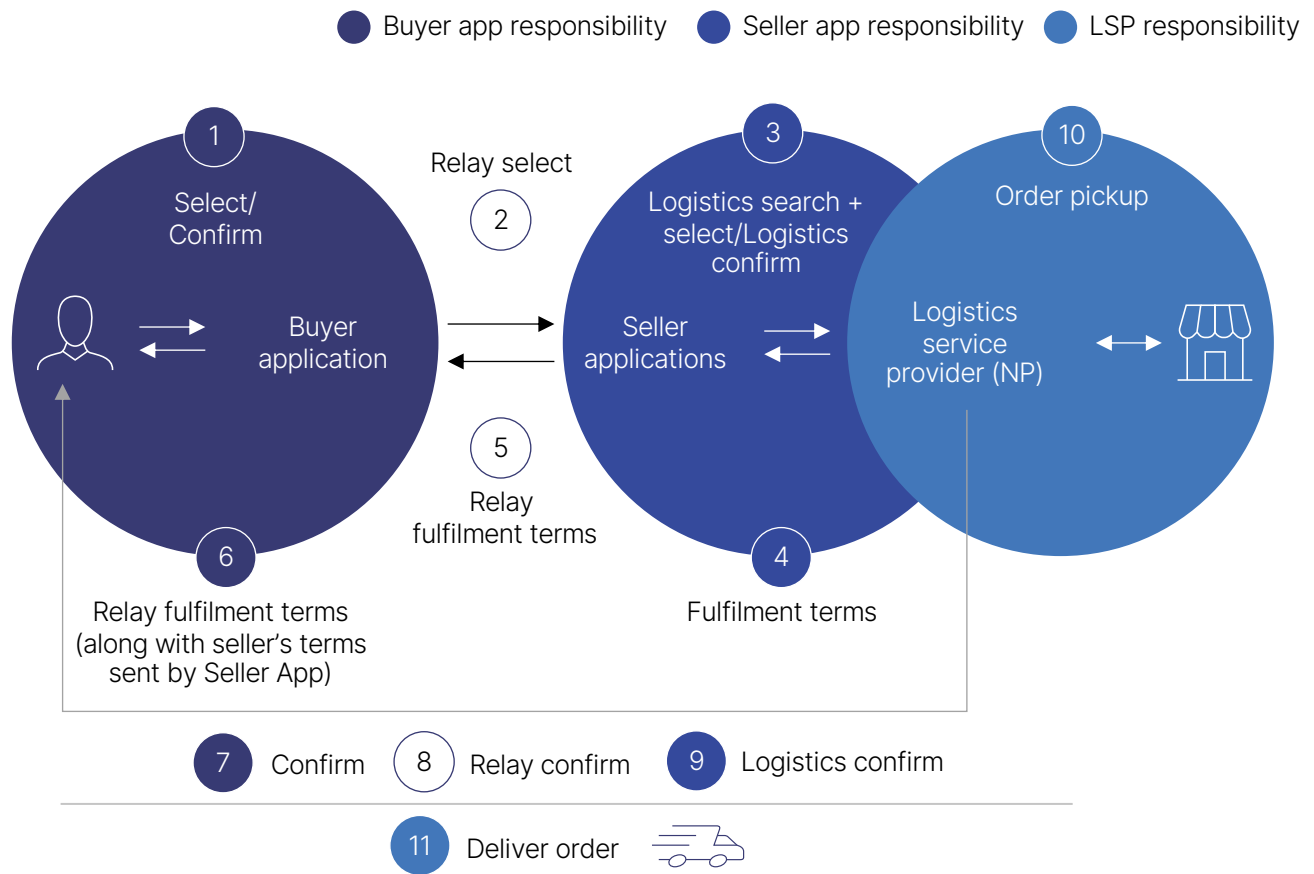 Buyer app responsibility
Seller app responsibility
LSP responsibility
1
Select/
Confirm
Buyer
application
Relay select
2
3
Logistics search +
select/Logistics
confirm
Seller
applications
10
Order pickup
Logistics
service
provider (NP)
5
Relay
fulfilment terms
6
Relay fulfilment terms
(along with seller’s terms
sent by Seller App)
4
Fulfilment terms
7 Confirm
8 Relay confirm
9 Logistics confirm
11 Deliver order